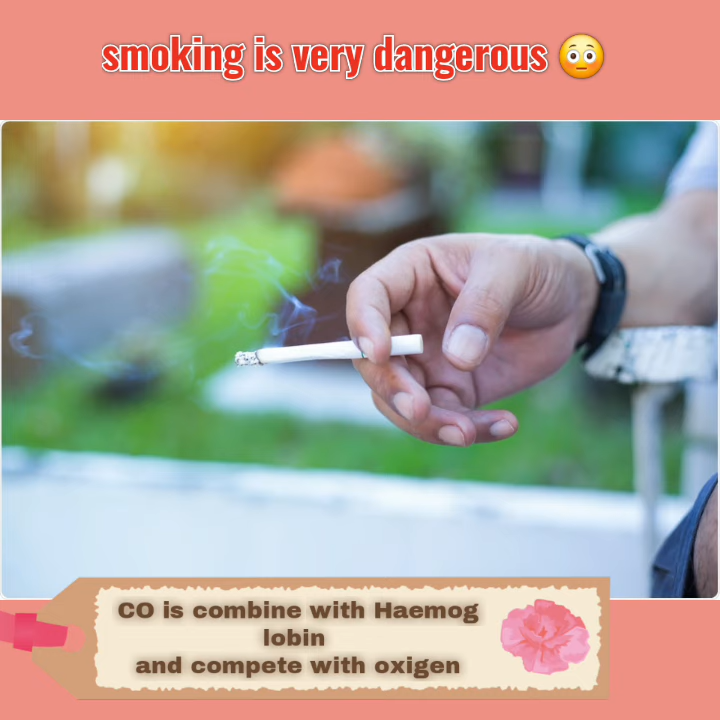 smoking is very dangerous 😳
CO is combine with Haemog
lobin
and compete with oxigen